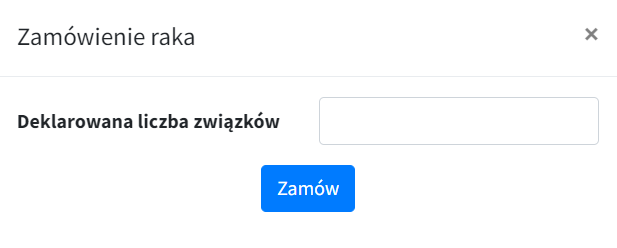 Zamówienie raka
×
Deklarowana liczba związków
Zamów